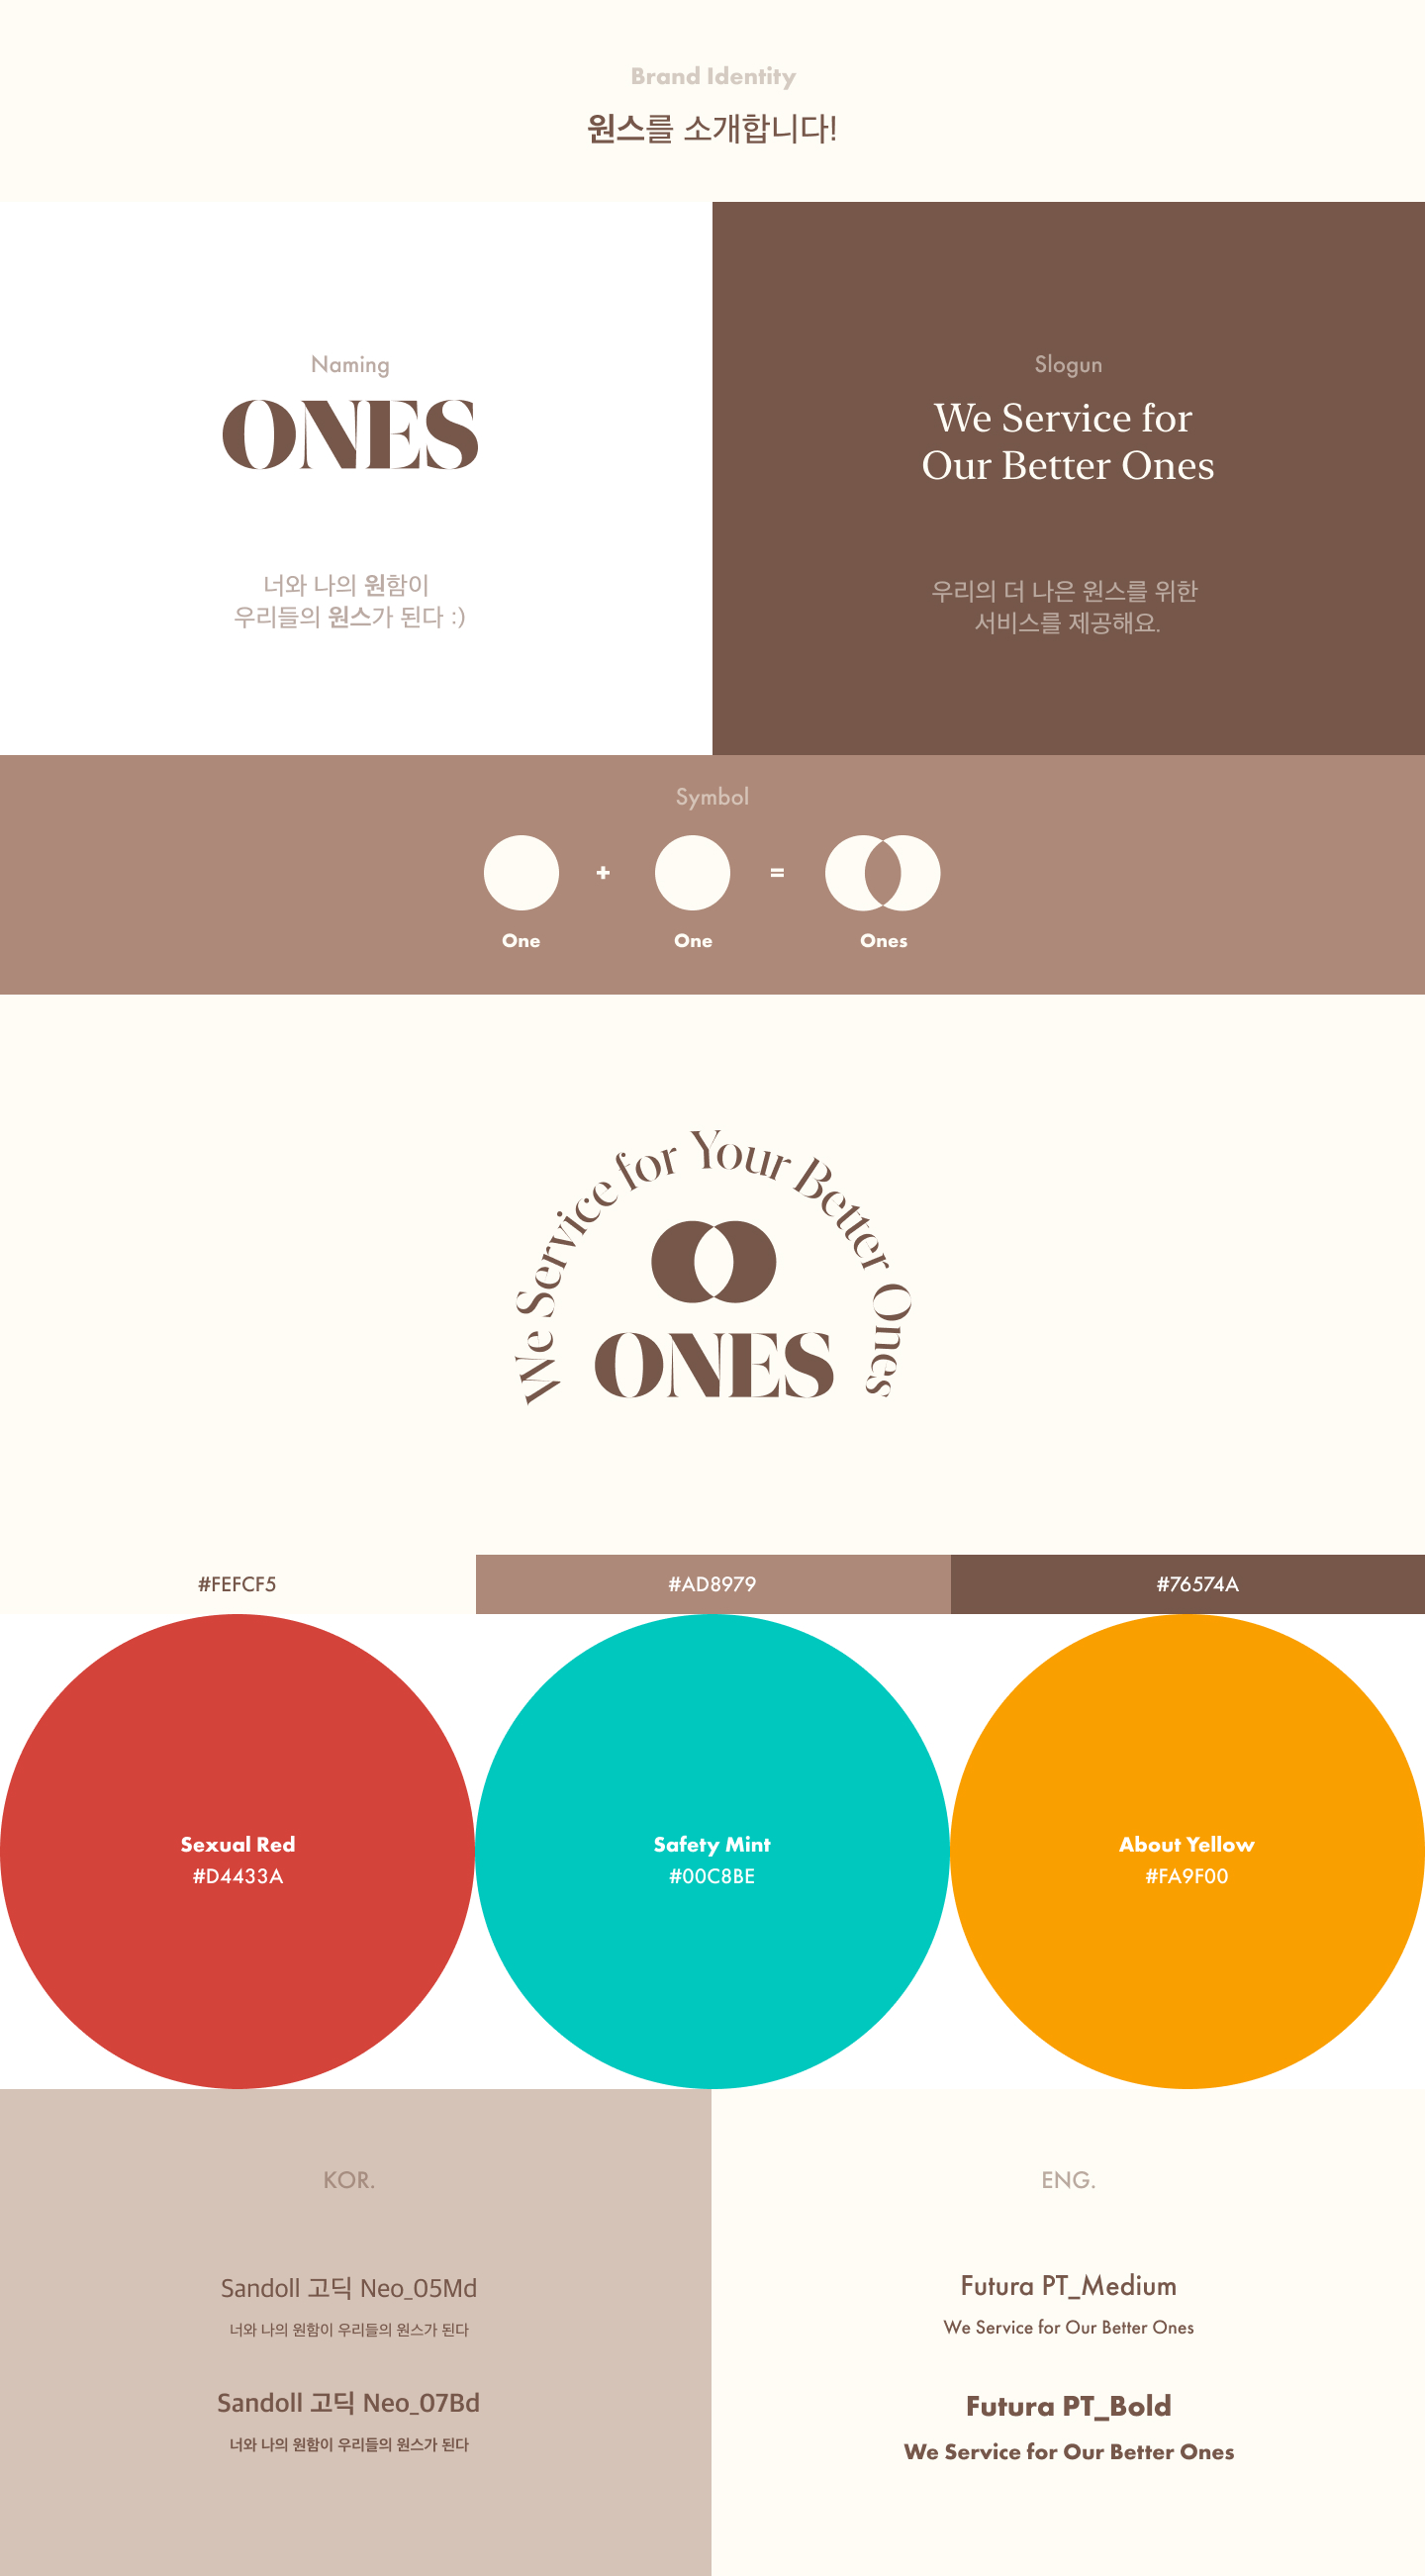 Brand Identity
원스를 소개합니다!
Naming
ONES
너와 나의 원함이
우리들의 원스가 된다 :)
Slogun
We Service for
Our Better Ones
우리의 더 나은 원스를 위한
서비스를 제공해요.
Symbol
+
=
One
One
Ones
We Service for Your Better Ones
ONES
#FEFCF5
#AD8979
#76574A
Sexual Red
#D4433A
Safety Mint
#00C8BE
About Yellow
#FA9F00
KOR.
Sandoll 고딕 Neo_05Md
너와 나의 원함이 우리들의 원스가 된다
Sandoll 고딕 Neo_07Bd
너와 나의 원함이 우리들의 원스가 된다
ENG.
Futura PT_Medium
We Service for Our Better Ones
Futura PT_Bold
We Service for Our Better Ones